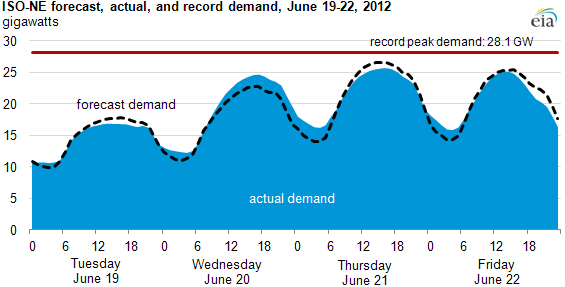 ISO-NE forecast, actual, and record demand, June 19-22, 2012
gigawatts
eia
30
record peak demand: 28.1 GW
25
20
forecast demand
15
10
5
actual demand
0
0 6 12 18 0 6 12 18 0 6 12 18 0 6 12 18
Tuesday Wednesday Thursday Friday
June 19 June 20 June 21 June 22